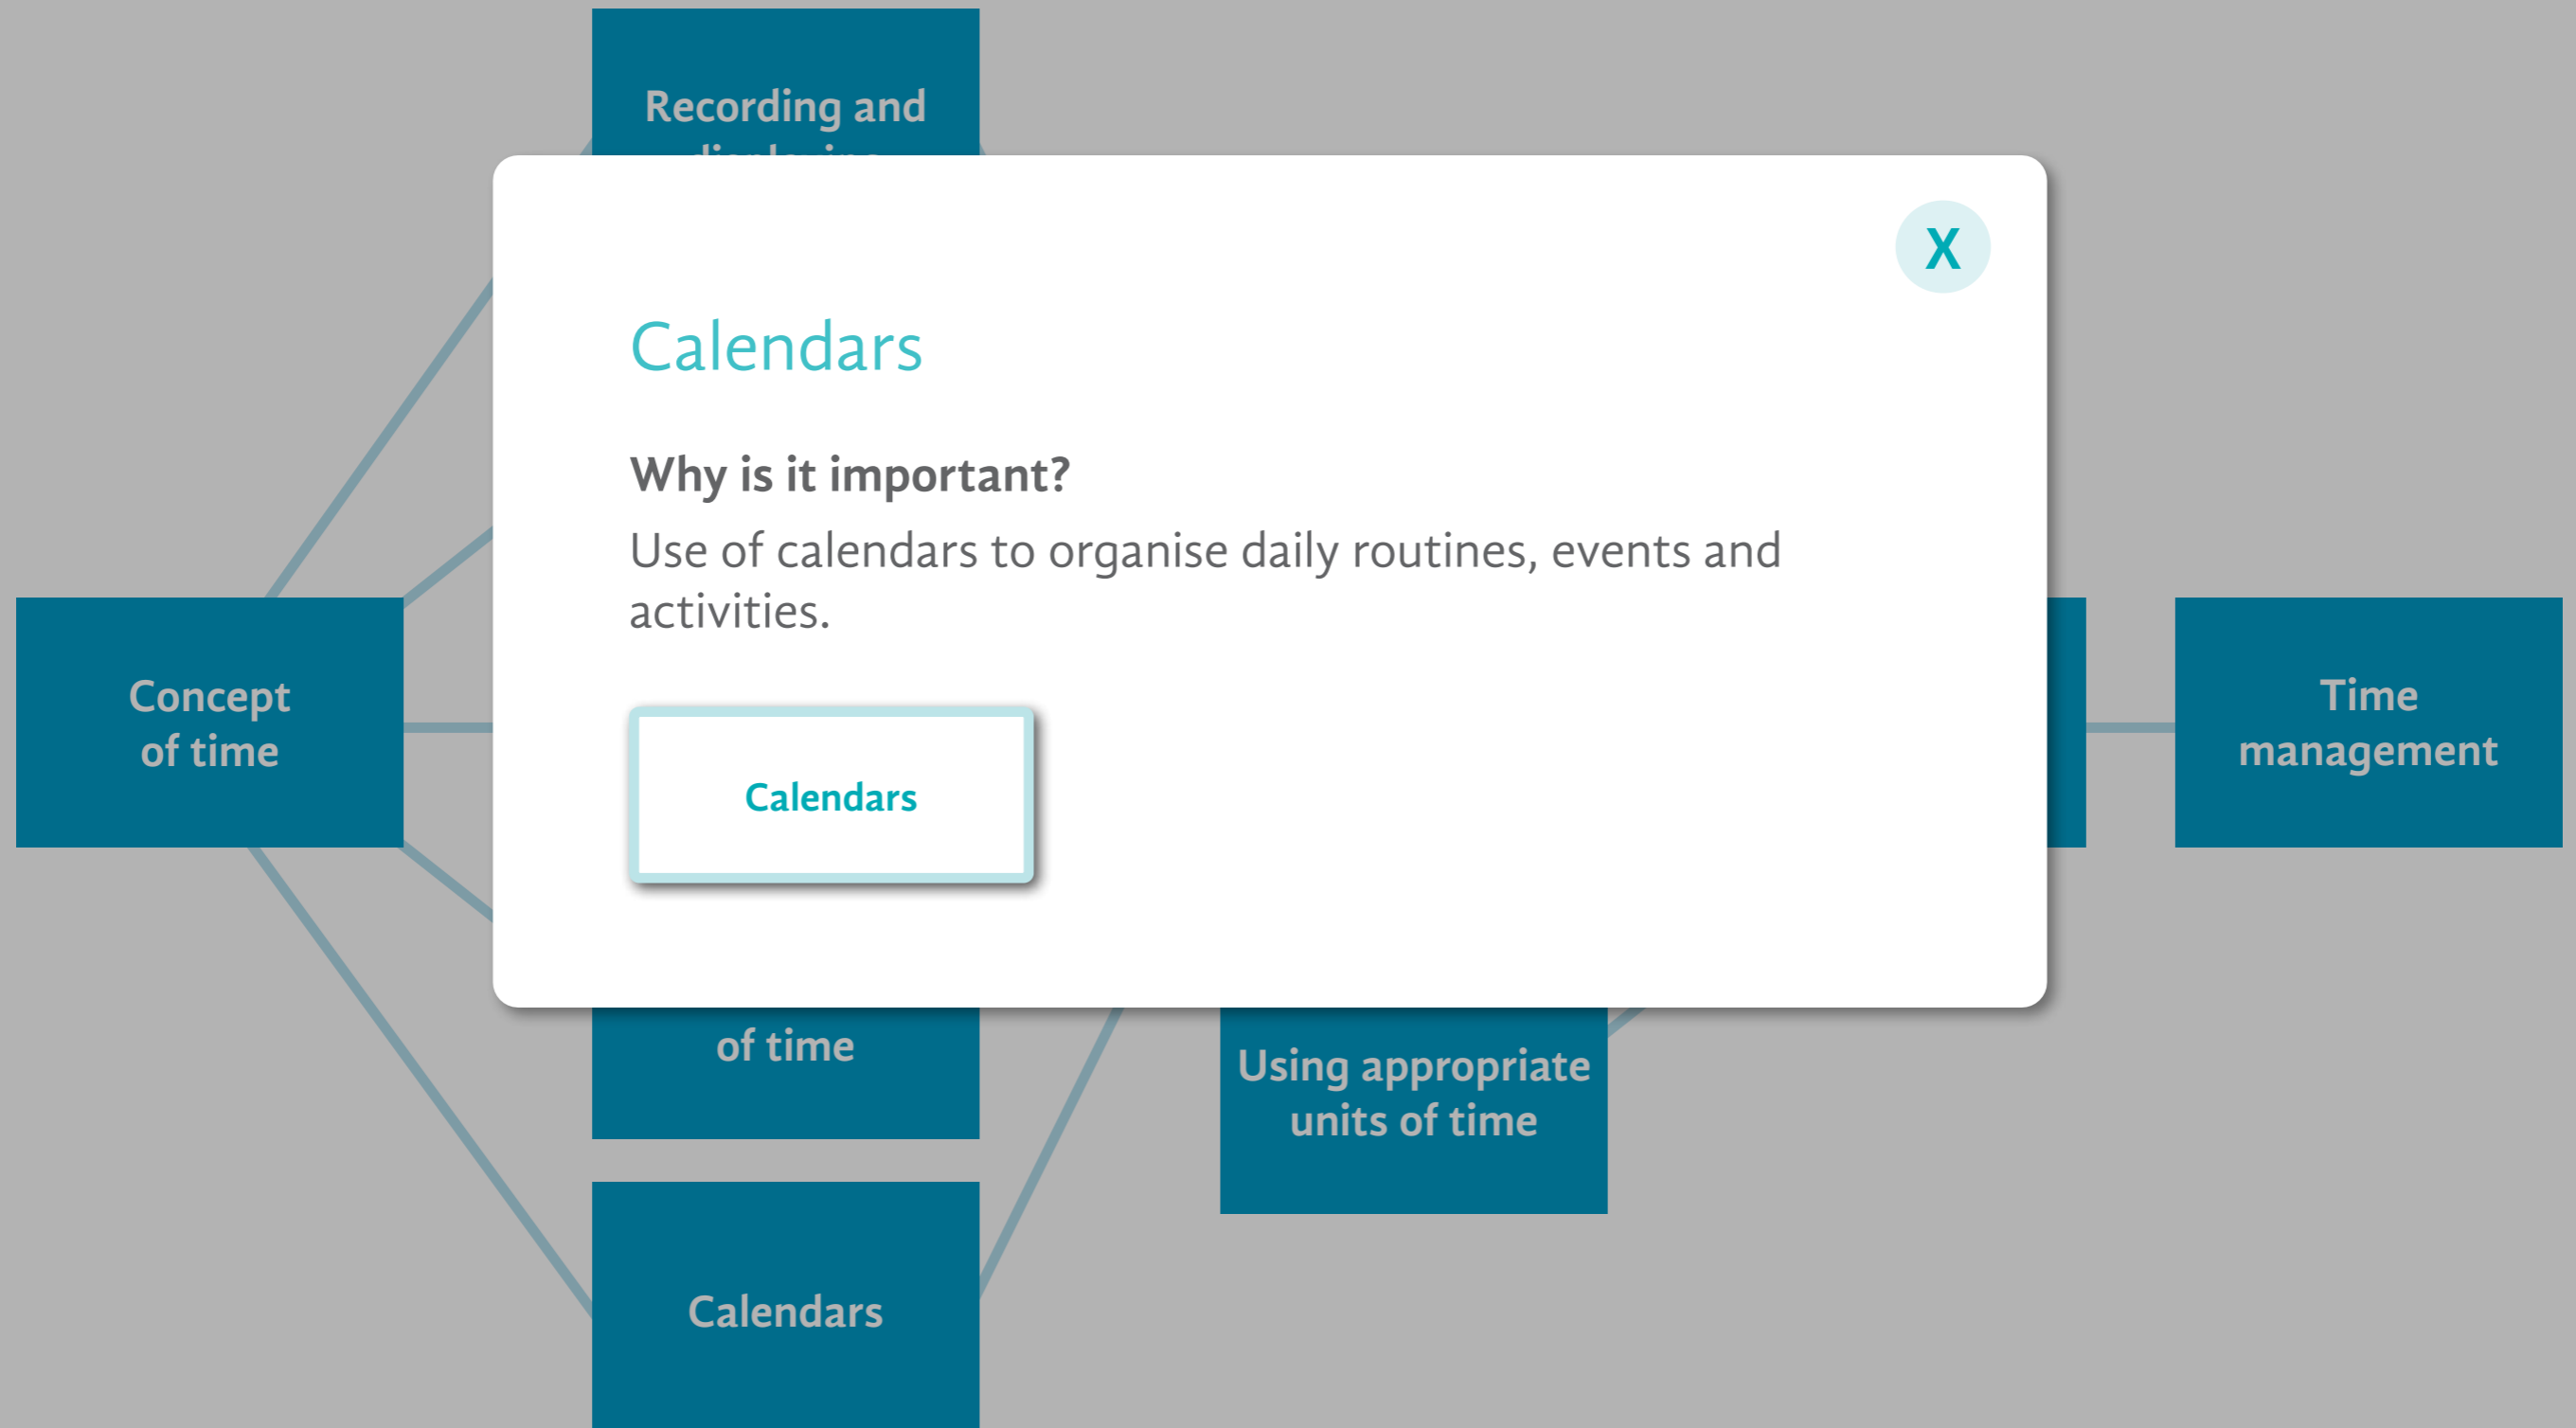 Recording and
X
Calendars
Why is it important?
Use of calendars to organise daily routines, events and
activities.
Concept
of time
Time
management
Calendars
of time
Using appropriate
units of time
Calendars